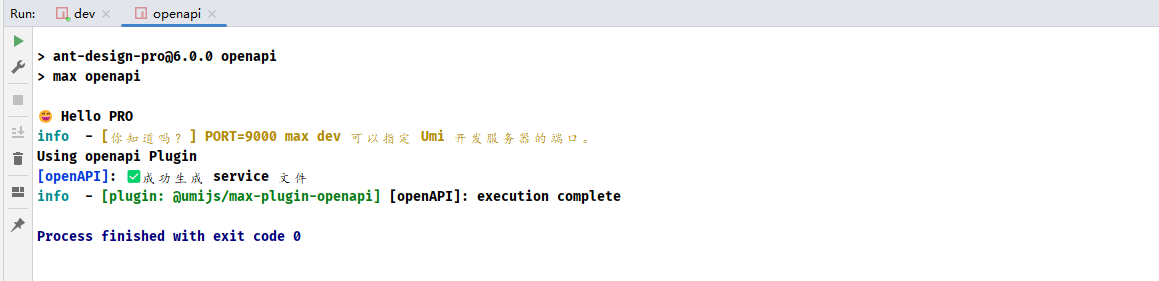 Run: dev openapi
> ant-design-pro@6.0.0 openapi
> max openapi
😄 Hello PRO
info - [你知道吗？] PORT=9000 max dev 可以指定 Umi 开发服务器的端口。
Using openapi Plugin
[openAPI]: ✅成功生成 service 文件
info - [plugin: @umijs/max-plugin-openapi] [openAPI]: execution complete
Process finished with exit code 0